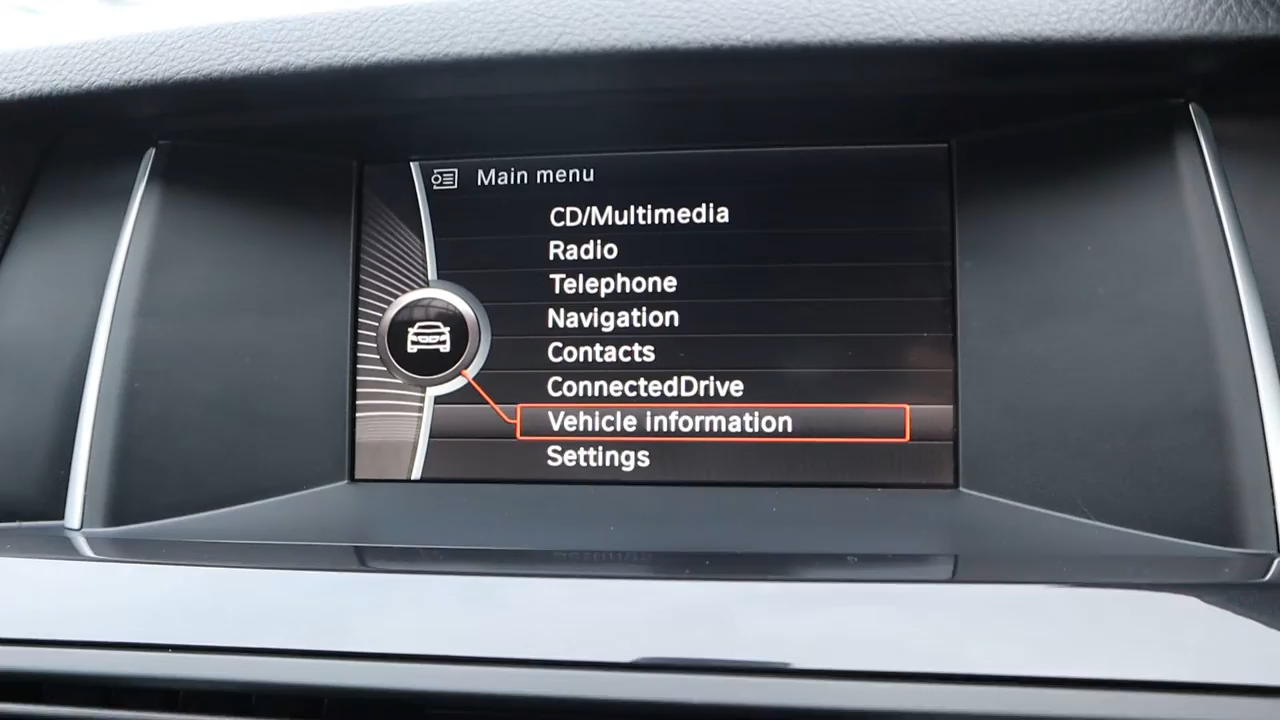 Main menu
CD/Multimedia
Radio
Telephone
Navigation
Contacts
ConnectedDrive
Vehicle information
Settings